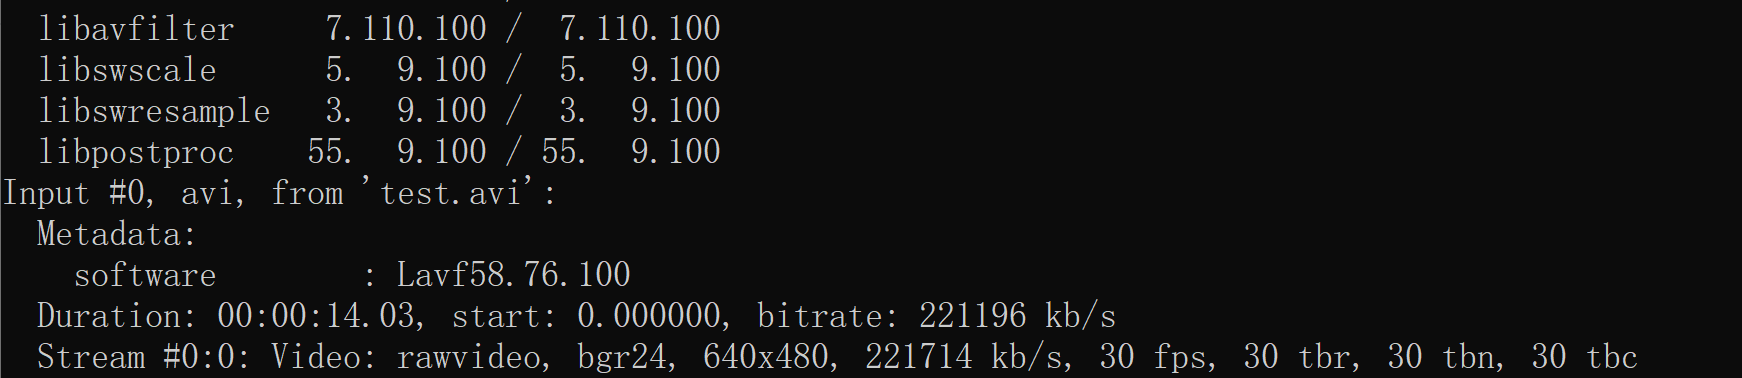 libavfilter     7.110.100 /  7.110.100
libswscale      5.  9.100 /  5.  9.100
libswresample   3.  9.100 /  3.  9.100
libpostproc    55.  9.100 / 55.  9.100
Input #0, avi, from 'test.avi':
Metadata:
software        : Lavf58.76.100
Duration: 00:00:14.03, start: 0.000000, bitrate: 221196 kb/s
Stream #0:0: Video: rawvideo, bgr24, 640x480, 221714 kb/s, 30 fps, 30 tbr, 30 tbn, 30 tbc